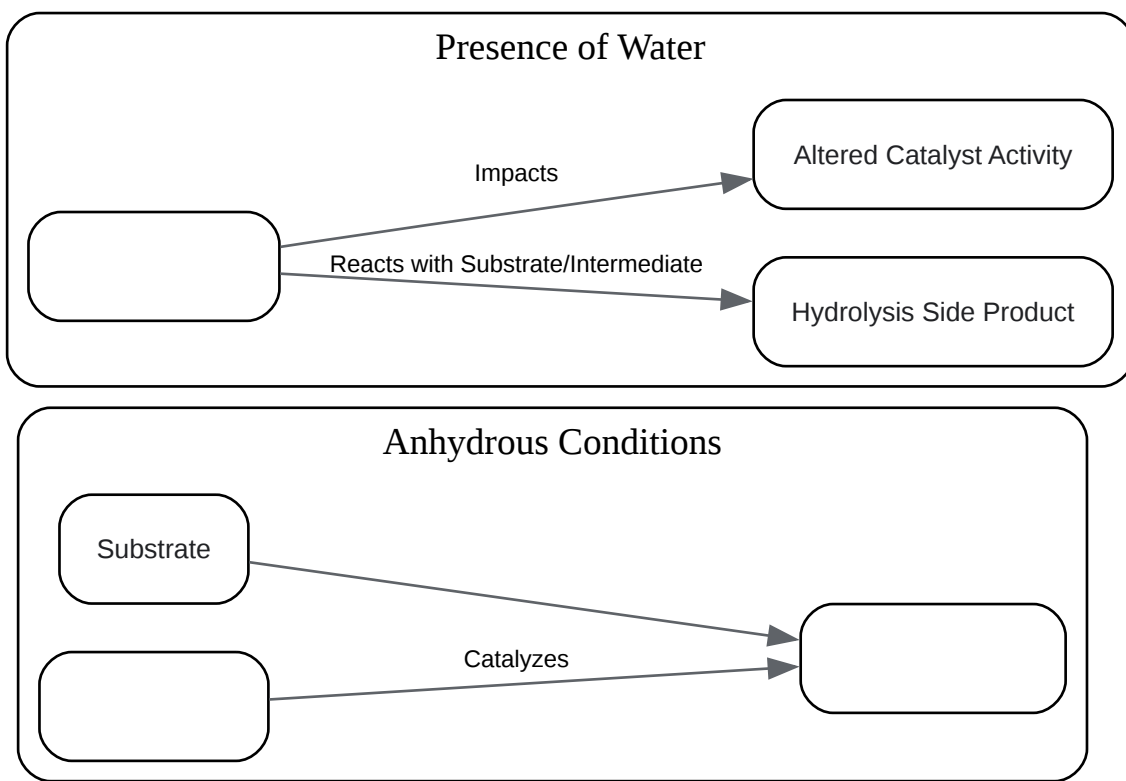 Presence of Water
Altered Catalyst Activity
Impacts
Reacts with Substrate/Intermediate
Hydrolysis Side Product
Anhydrous Conditions
Substrate
Catalyzes